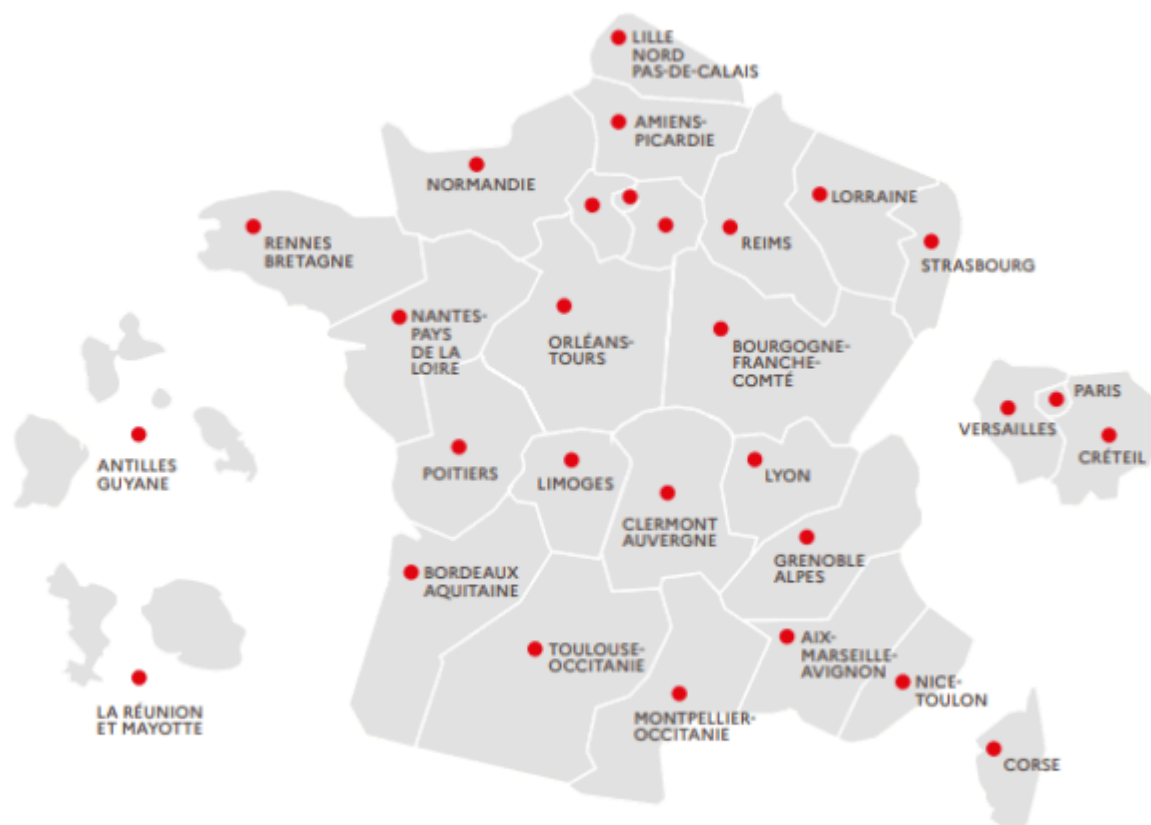 LILLE
NORD
PAS-DE-CALAIS
AMIENS-
PICARDIE
NORMANDIE
LORRAINE
REIMS
RENNES
BRETAGNE
STRASBOURG
NANTES-
PAYS
DE LA
LOIRE
ORLÉANS-
TOURS
BOURGOGNE-
FRANCHE-
COMTÉ
PARIS
VERSAILLES
CRÉTEIL
ANTILLES
GUYANE
POITIERS
LIMOGES
LYON
CLERMONT
AUVERGNE
GRENOBLE
ALPES
BORDEAUX
AQUITAINE
TOULOUSE-
OCCITANIE
AIX-
MARSEILLE-
AVIGNON
NICE-
TOULON
LA RÉUNION
ET MAYOTTE
MONTPELLIER-
OCCITANIE
CORSE